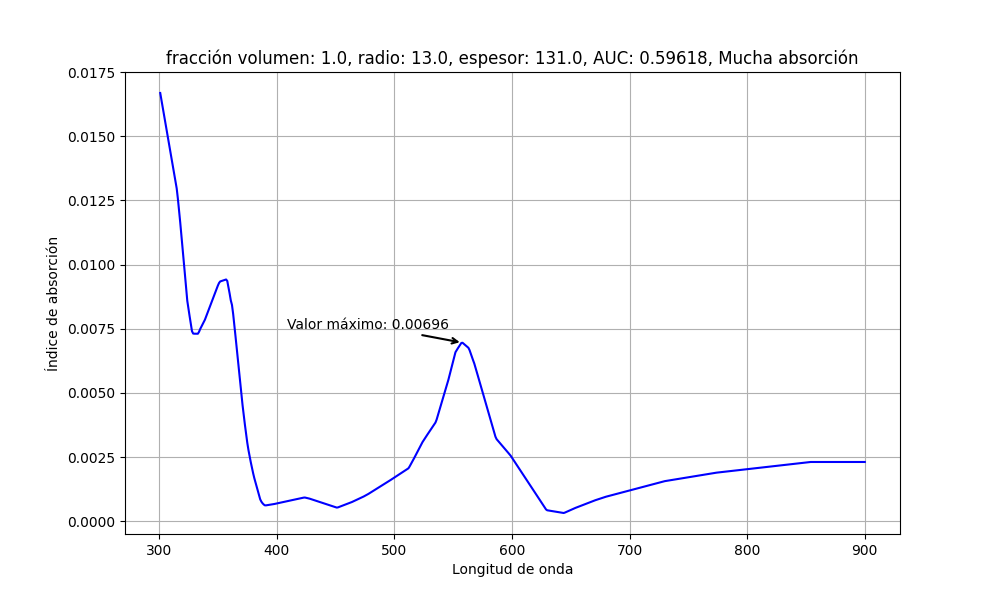 fracción volumen: 1.0, radio: 13.0, espesor: 131.0, AUC: 0.59618, Mucha absorción
0.0175
0.0150
0.0125
0.0100
0.0075
0.0050
0.0025
0.0000
Índice de absorción
Valor máximo: 0.00696
300 400 500 600 700 800 900
Longitud de onda